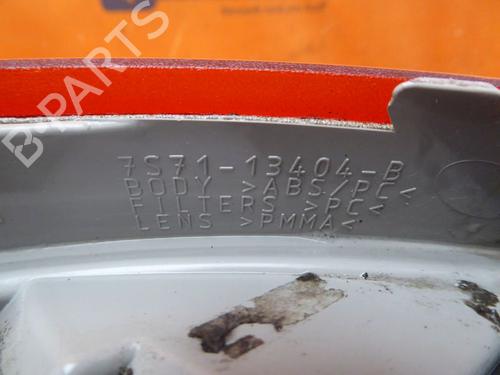 B PARTS
7S71-13404-B
BODY >ABS/PC<
FILTERS >PC<
LENS >PMMA<